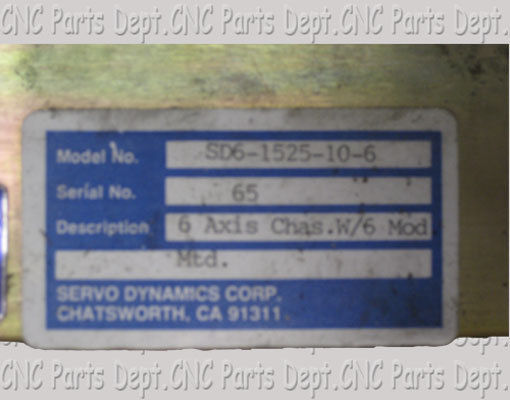 CNC Parts Dept. CNC Parts Dept. CNC Parts Dept.
Model No. SD6-1525-10-6
Serial No. 65
Description 6 Axis Chas.W/6 Mod
Mtd.
SERVO DYNAMICS CORP.
CHATSWORTH, CA 91311
CNC Parts Dept. CNC Parts Dept. CNC Parts Dept.